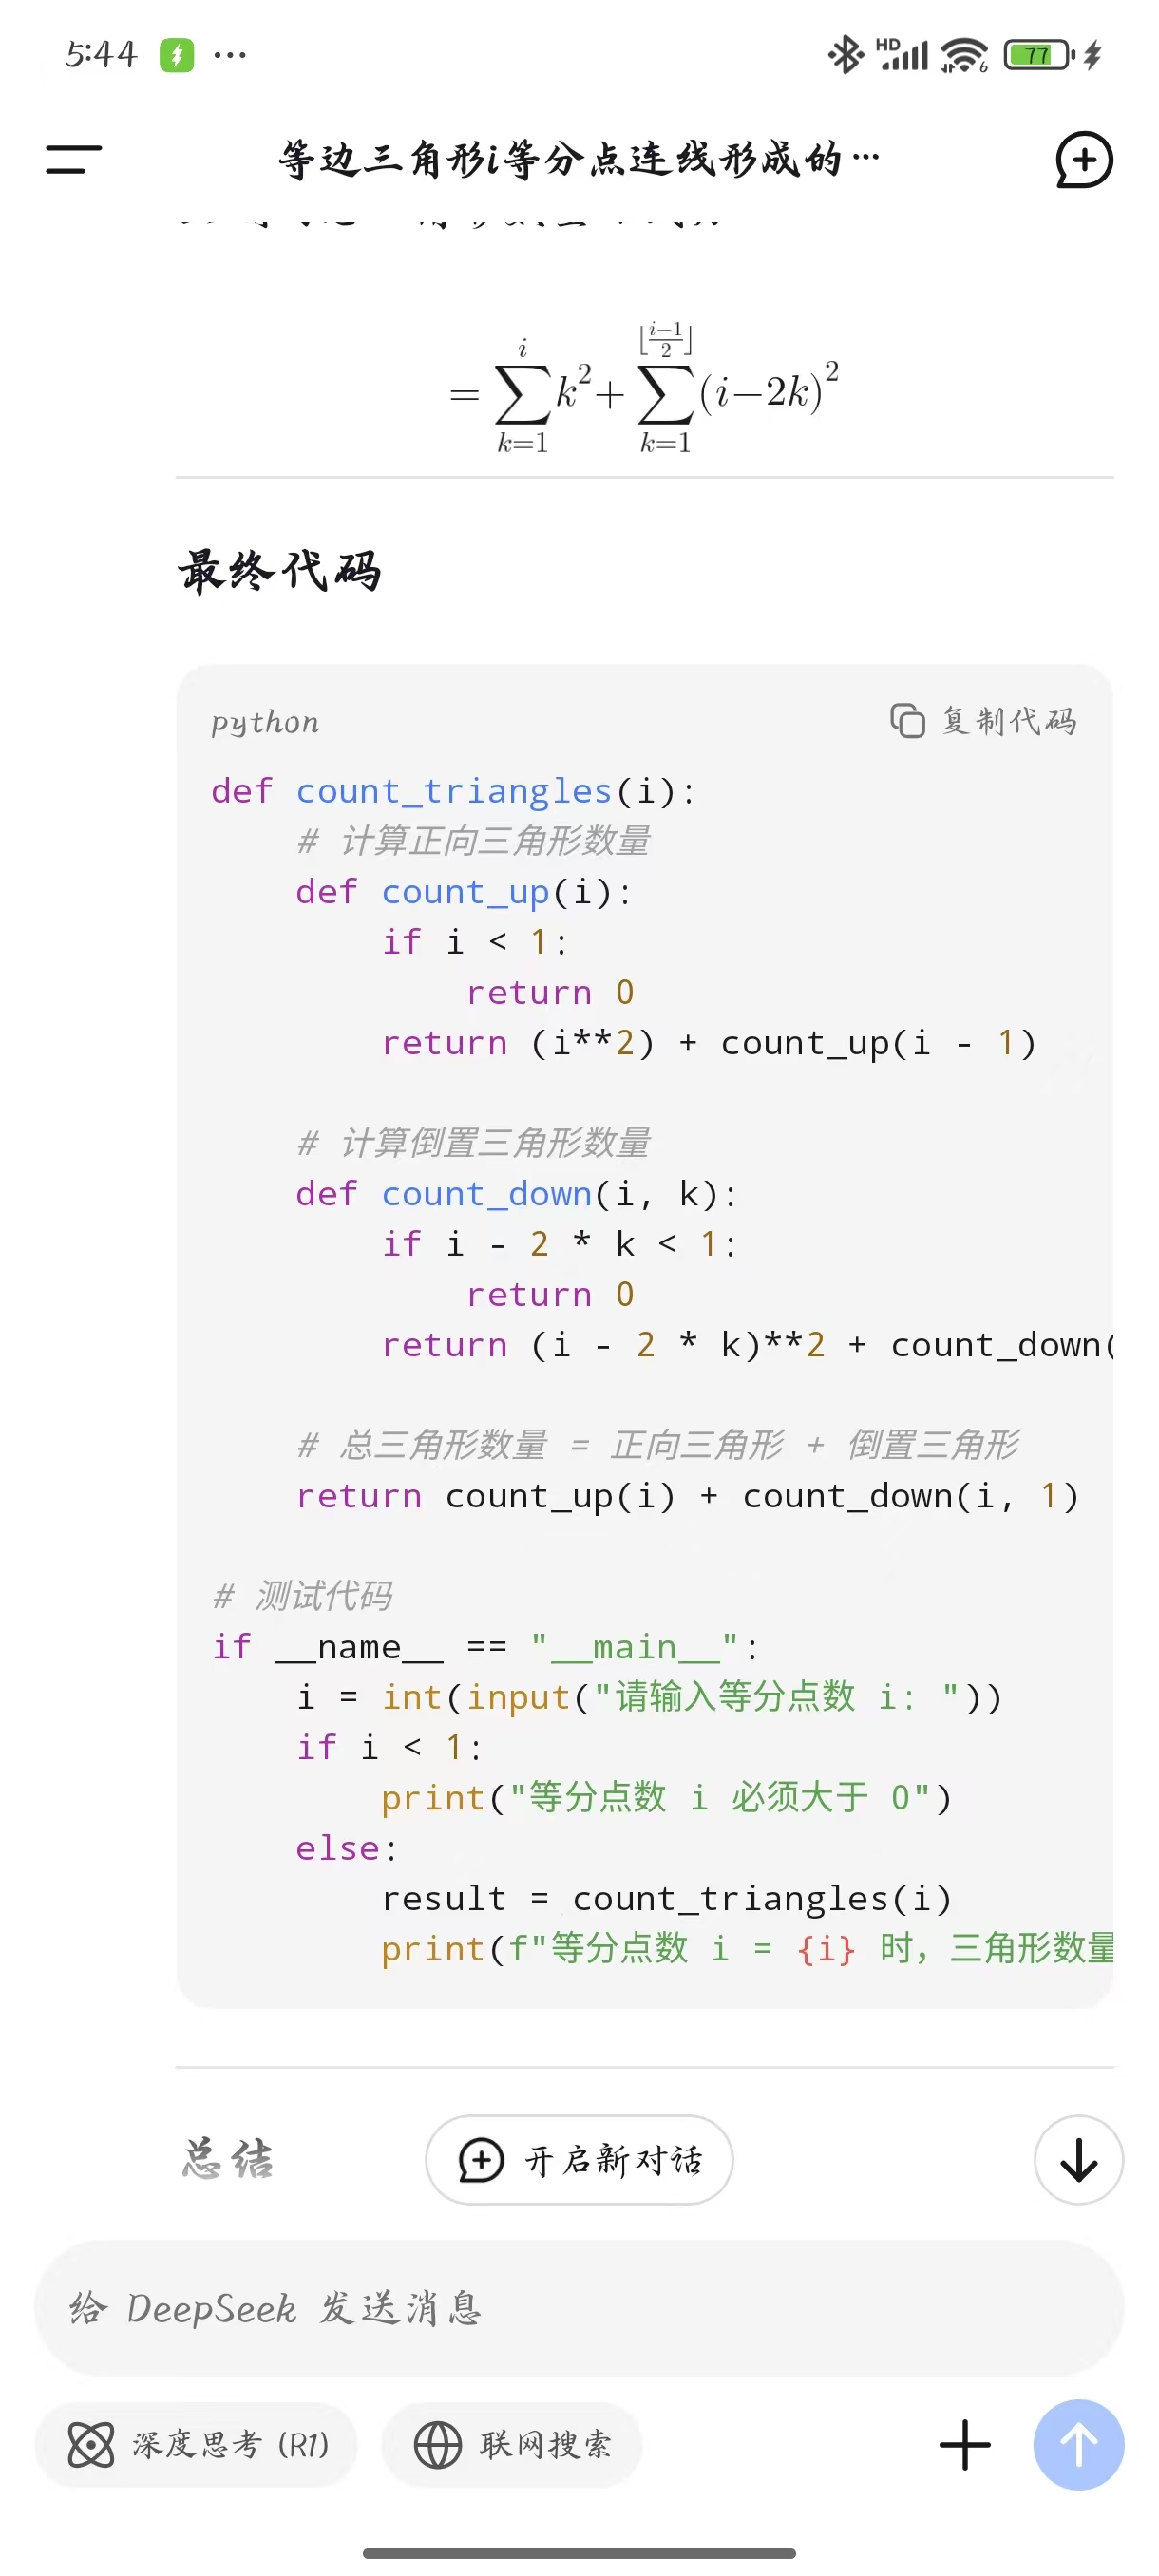 5:44 ...
HD 6 77
等边三角形i等分点连线形成的…
= \sum_{k=1}^{i} k^2 + \sum_{k=1}^{\lfloor \frac{i-1}{2} \rfloor} (i-2k)^2
最终代码
python 复制代码
def count_triangles(i):
    # 计算正向三角形数量
    def count_up(i):
        if i < 1:
            return 0
        return (i**2) + count_up(i - 1)
    # 计算倒置三角形数量
    def count_down(i, k):
        if i - 2 * k < 1:
            return 0
        return (i - 2 * k)**2 + count_down(
    # 总三角形数量 = 正向三角形 + 倒置三角形
    return count_up(i) + count_down(i, 1)
# 测试代码
if __name__ == "__main__":
    i = int(input("请输入等分点数 i: "))
    if i < 1:
        print("等分点数 i 必须大于 0")
    else:
        result = count_triangles(i)
        print(f"等分点数 i = {i} 时，三角形数量
总结 开启新对话
给 DeepSeek 发送消息
深度思考 (R1) 联网搜索